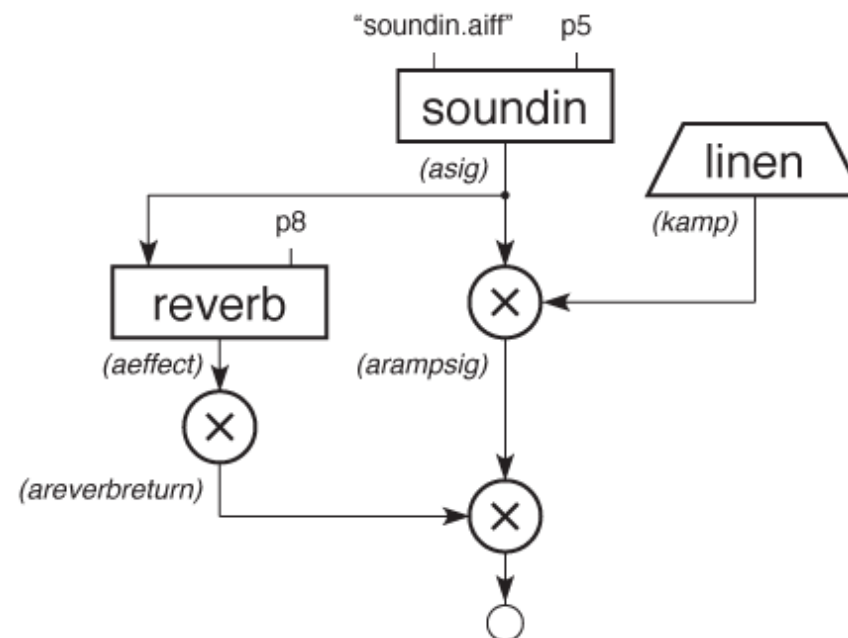 “soundin.aiff” p5
soundin
(asig)
linen
(kamp)
p8
reverb
(aeffect)
(arampsig)
(areverbreturn)